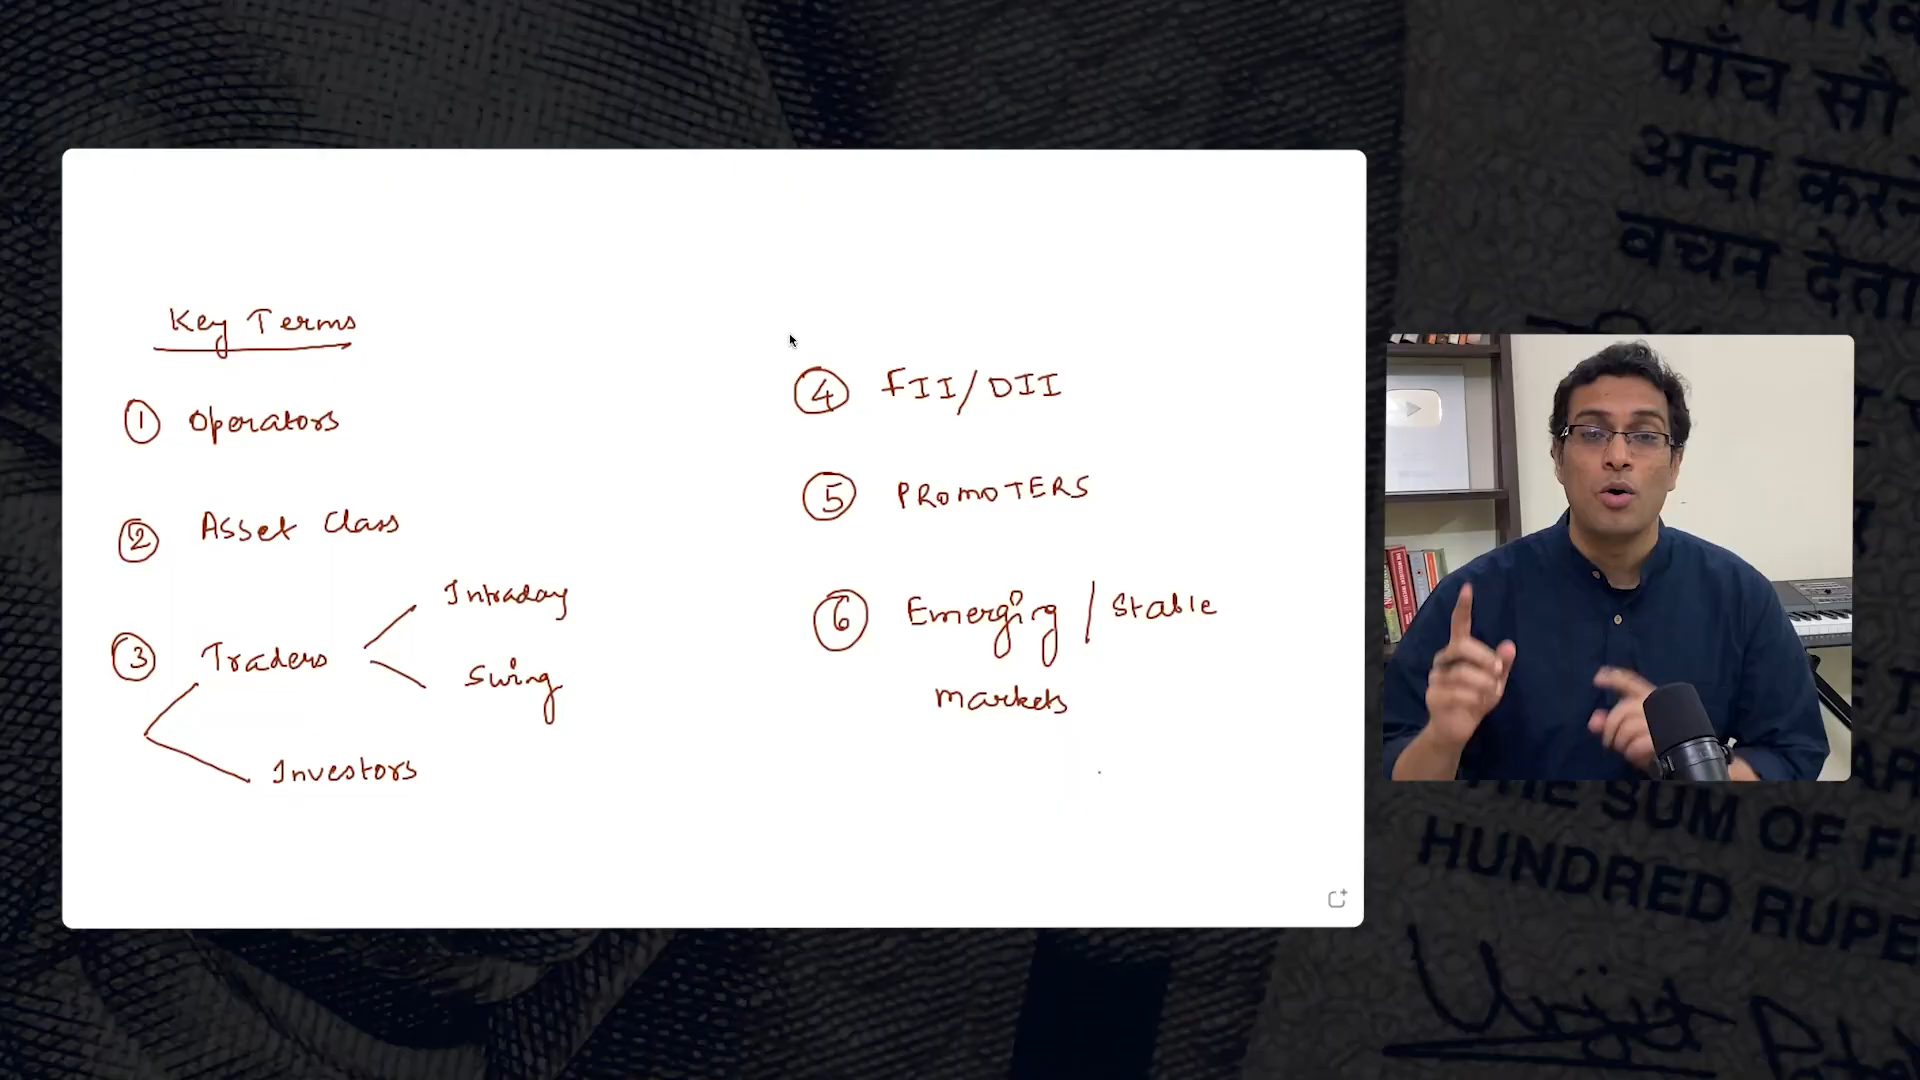 Key Terms
① Operators
② Asset Class
③ Traders
Intraday
Swing
Investors
④ FII/DII
⑤ PROMOTERS
⑥ Emerging / Stable
markets
पाँच सौ
अदा करने
वचन देता
THE SUM OF FI
HUNDRED RUPE